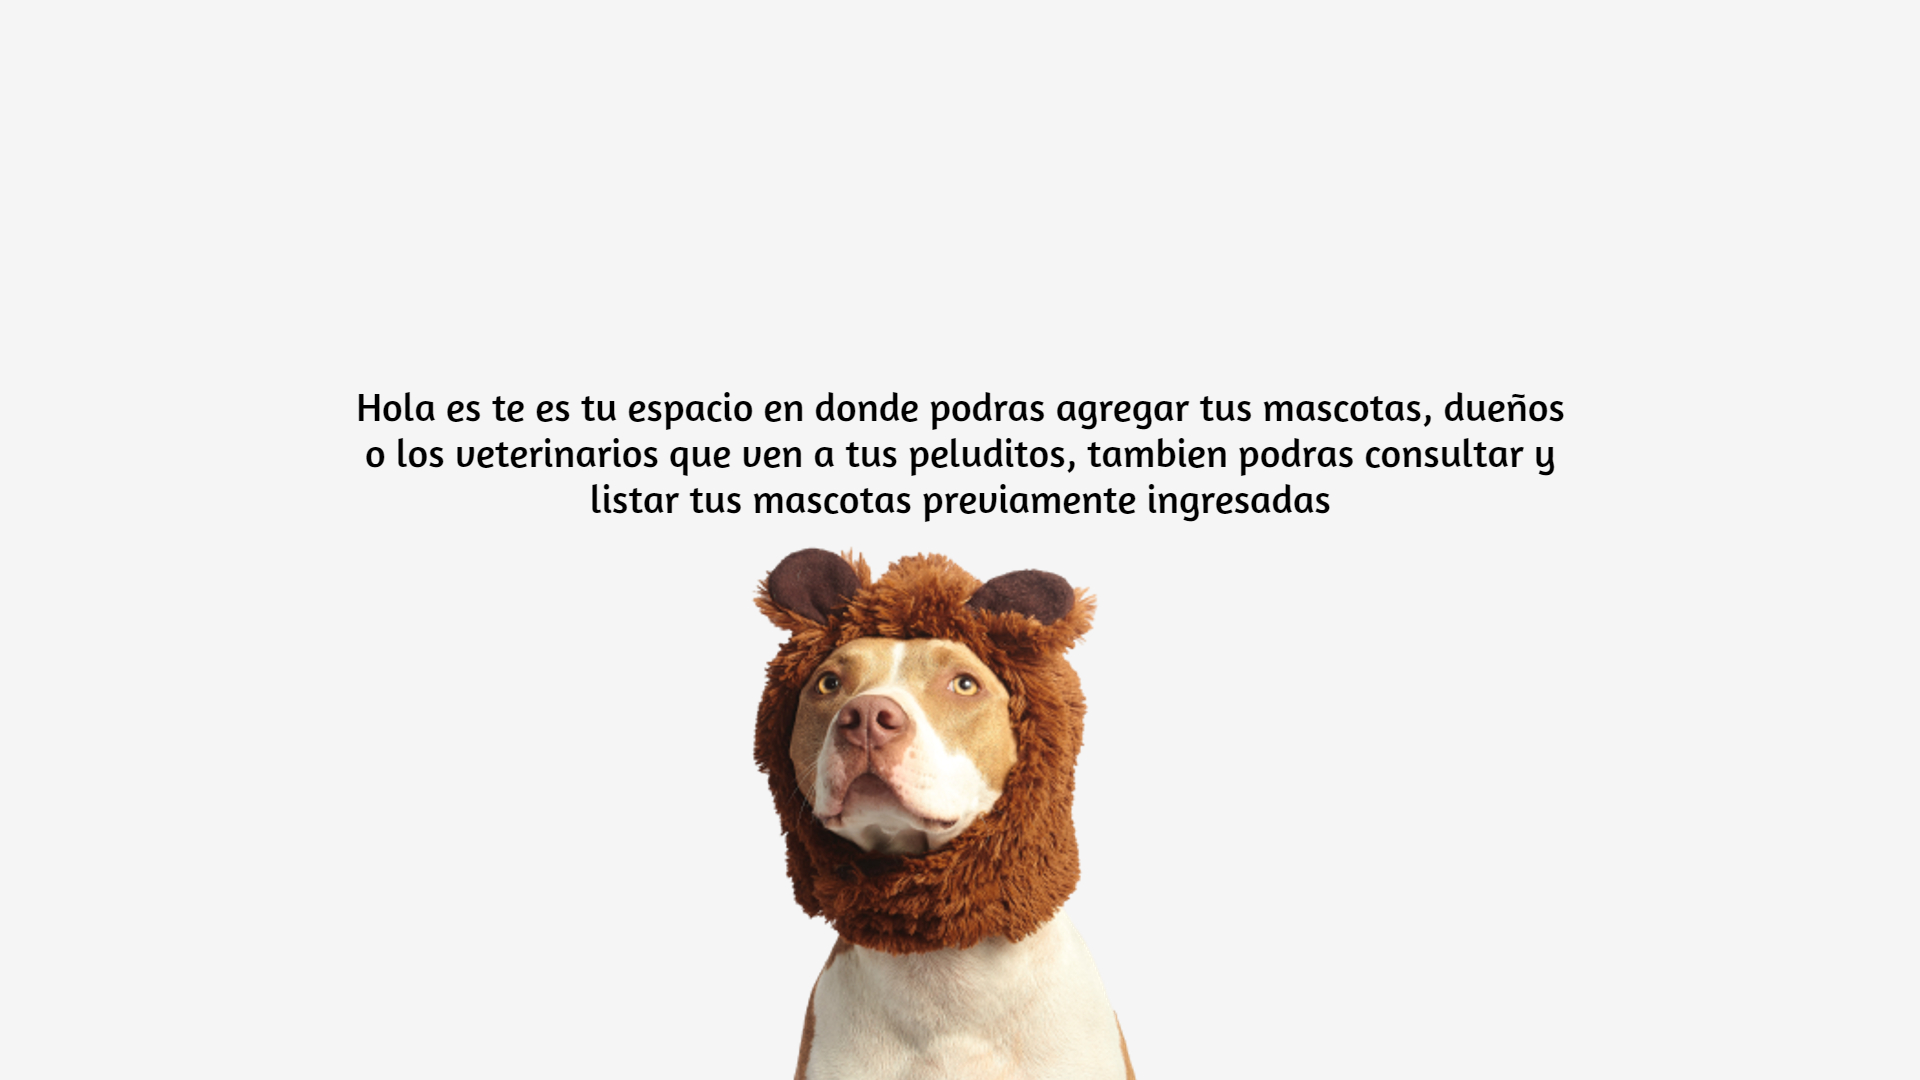 Hola es te es tu espacio en donde podras agregar tus mascotas, dueños
o los veterinarios que ven a tus peluditos, tambien podras consultar y
listar tus mascotas previamente ingresadas